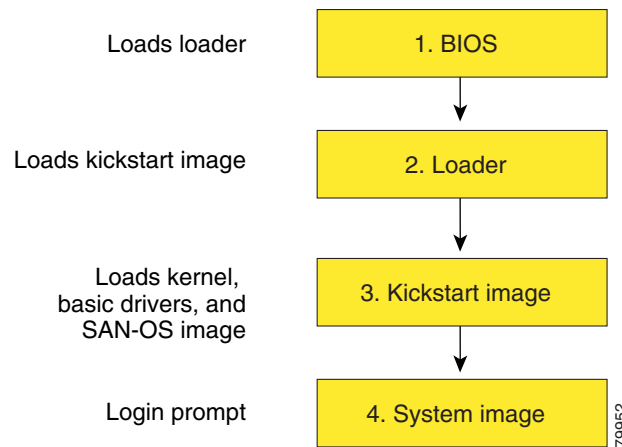 Loads loader
1. BIOS
Loads kickstart image
2. Loader
Loads kernel,
basic drivers, and
SAN-OS image
3. Kickstart image
Login prompt
4. System image
79952